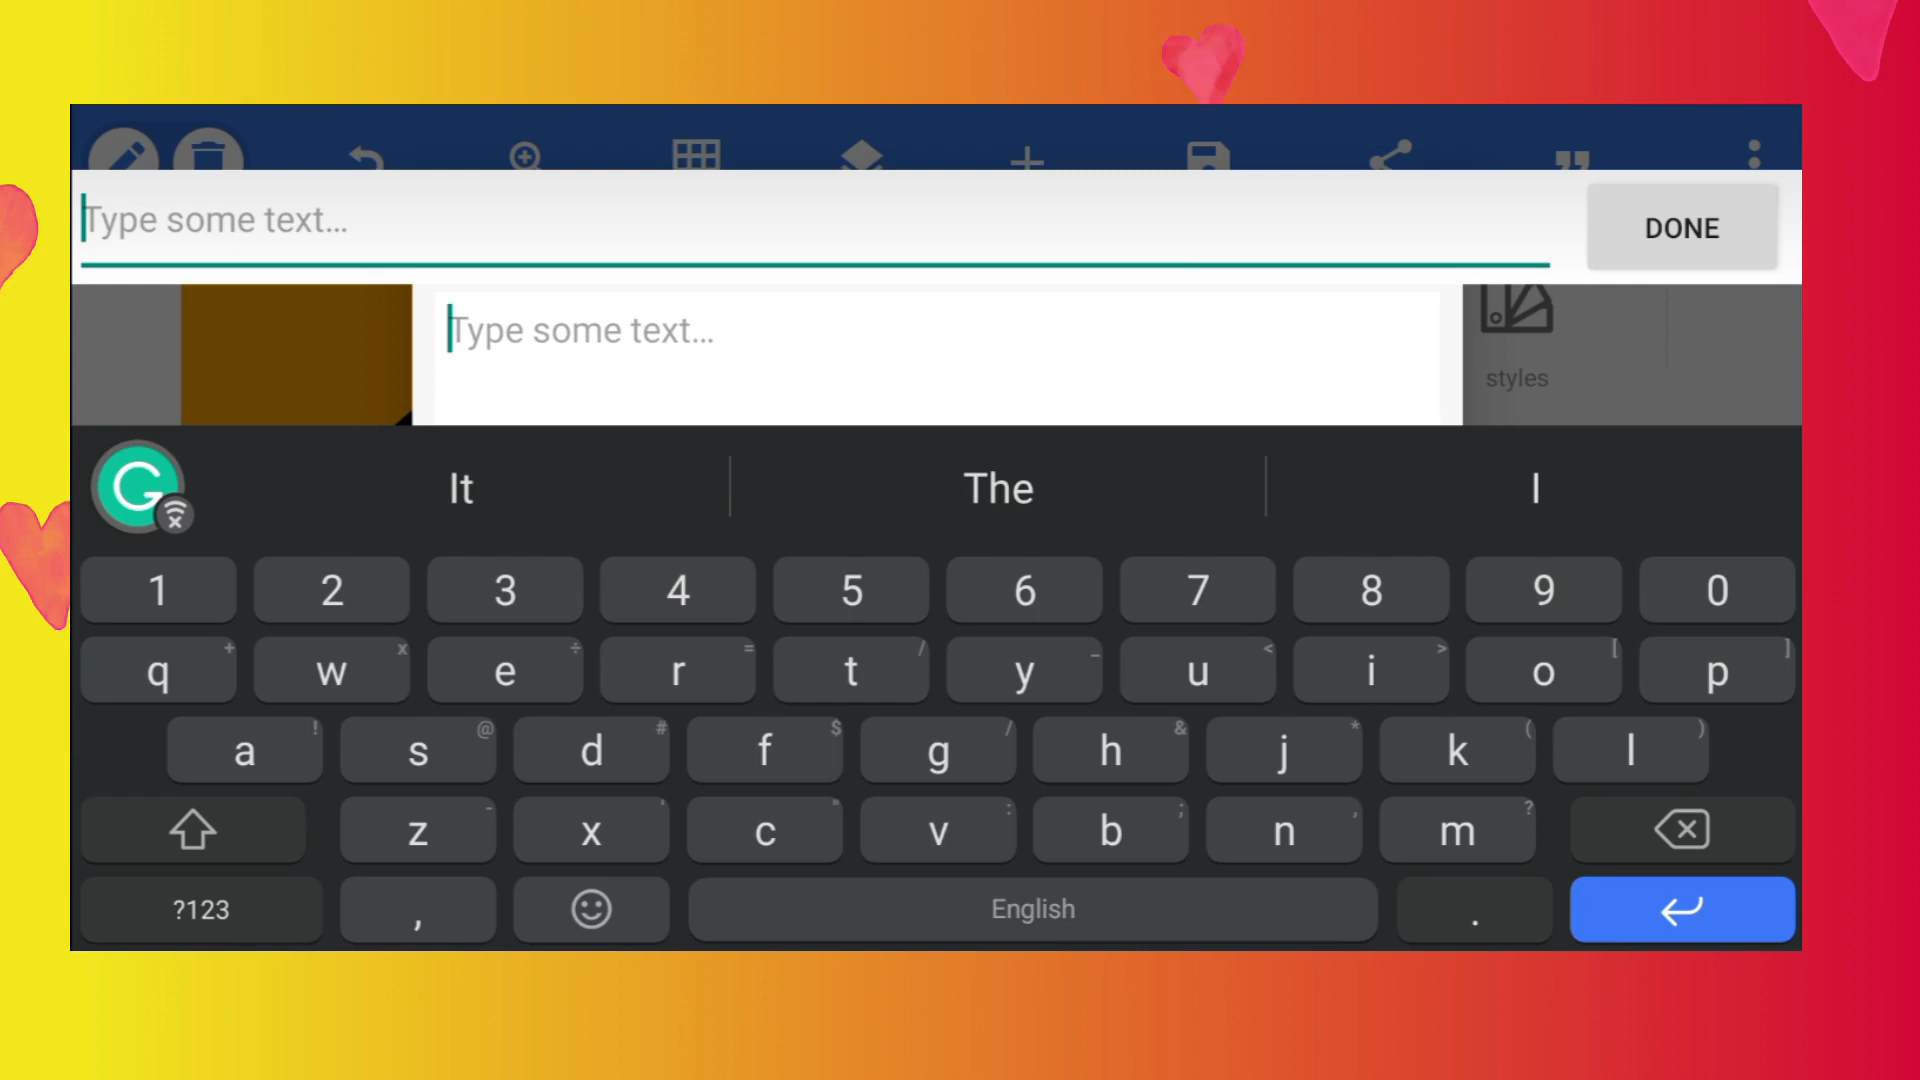 Type some text...
DONE
Type some text...
styles
It The I
1 2 3 4 5 6 7 8 9 0
q + w x e ÷ r = t / y _ u < i > o [ p ]
a ! s @ d # f $ g / h & j * k ( l )
z - x ' c " v : b ; n , m ?
?123 , English .